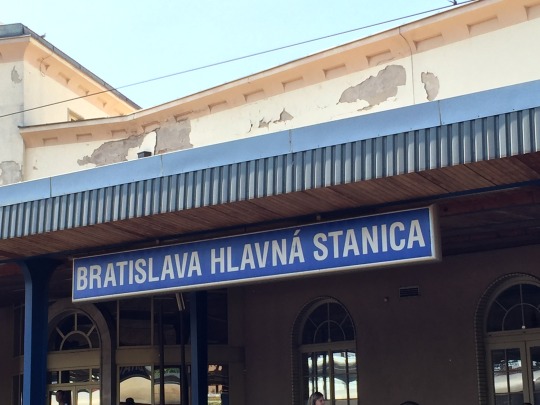 BRATISLAVA HLAVNÁ STANICA